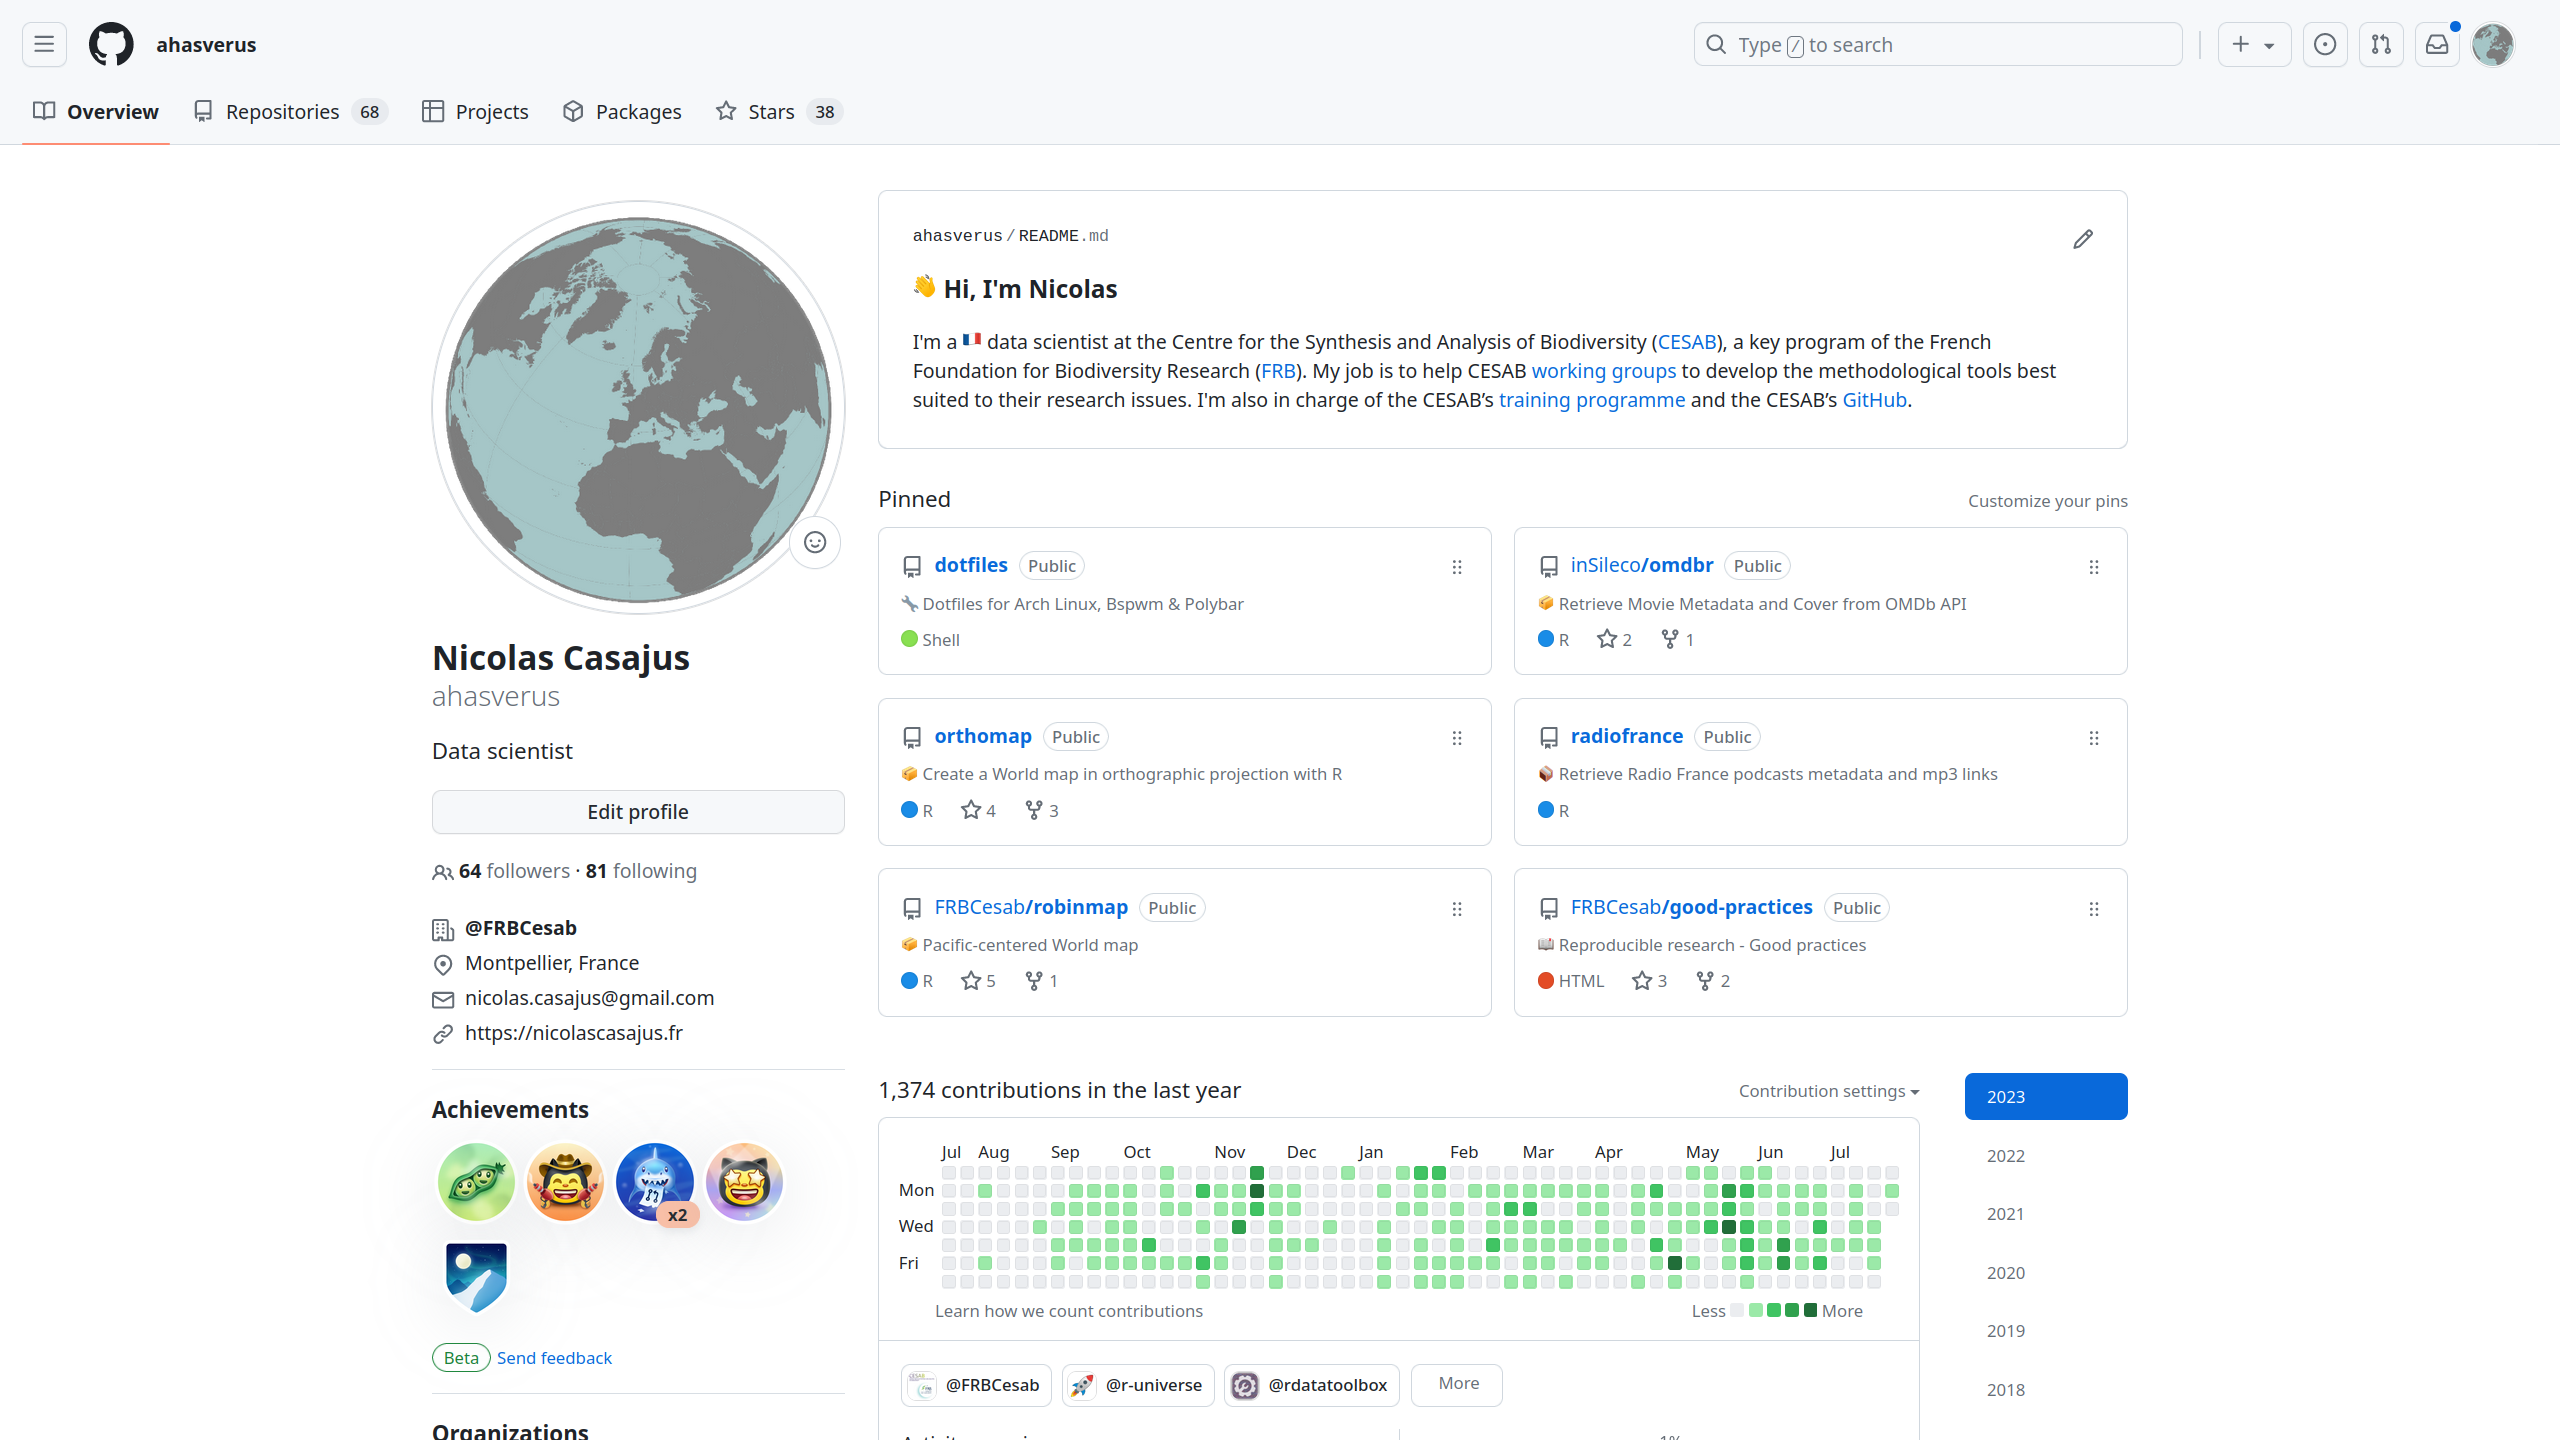 ahasverus
Type / to search
Overview
Repositories 68
Projects
Packages
Stars 38
Nicolas Casajus
ahasverus
Data scientist
Edit profile
64 followers · 81 following
@FRBCesab
Montpellier, France
nicolas.casajus@gmail.com
https://nicolascasajus.fr
Achievements
x2
Beta Send feedback
Organizations
ahasverus/README.md
👋 Hi, I'm Nicolas
I'm a 🇫🇷 data scientist at the Centre for the Synthesis and Analysis of Biodiversity (CESAB), a key program of the French
Foundation for Biodiversity Research (FRB). My job is to help CESAB working groups to develop the methodological tools best
suited to their research issues. I'm also in charge of the CESAB’s training programme and the CESAB’s GitHub.
Pinned
Customize your pins
dotfiles Public
🔧 Dotfiles for Arch Linux, Bspwm & Polybar
Shell
inSileco/omdbr Public
📦 Retrieve Movie Metadata and Cover from OMDb API
R 2 1
orthomap Public
📦 Create a World map in orthographic projection with R
R 4 3
radiofrance Public
📦 Retrieve Radio France podcasts metadata and mp3 links
R
FRBCesab/robinmap Public
📦 Pacific-centered World map
R 5 1
FRBCesab/good-practices Public
📖 Reproducible research - Good practices
HTML 3 2
1,374 contributions in the last year
Contribution settings
Jul Aug Sep Oct Nov Dec Jan Feb Mar Apr May Jun Jul
Mon
Wed
Fri
Learn how we count contributions
Less More
@FRBCesab
@r-universe
@rdatatoolbox
More
1%
2023
2022
2021
2020
2019
2018